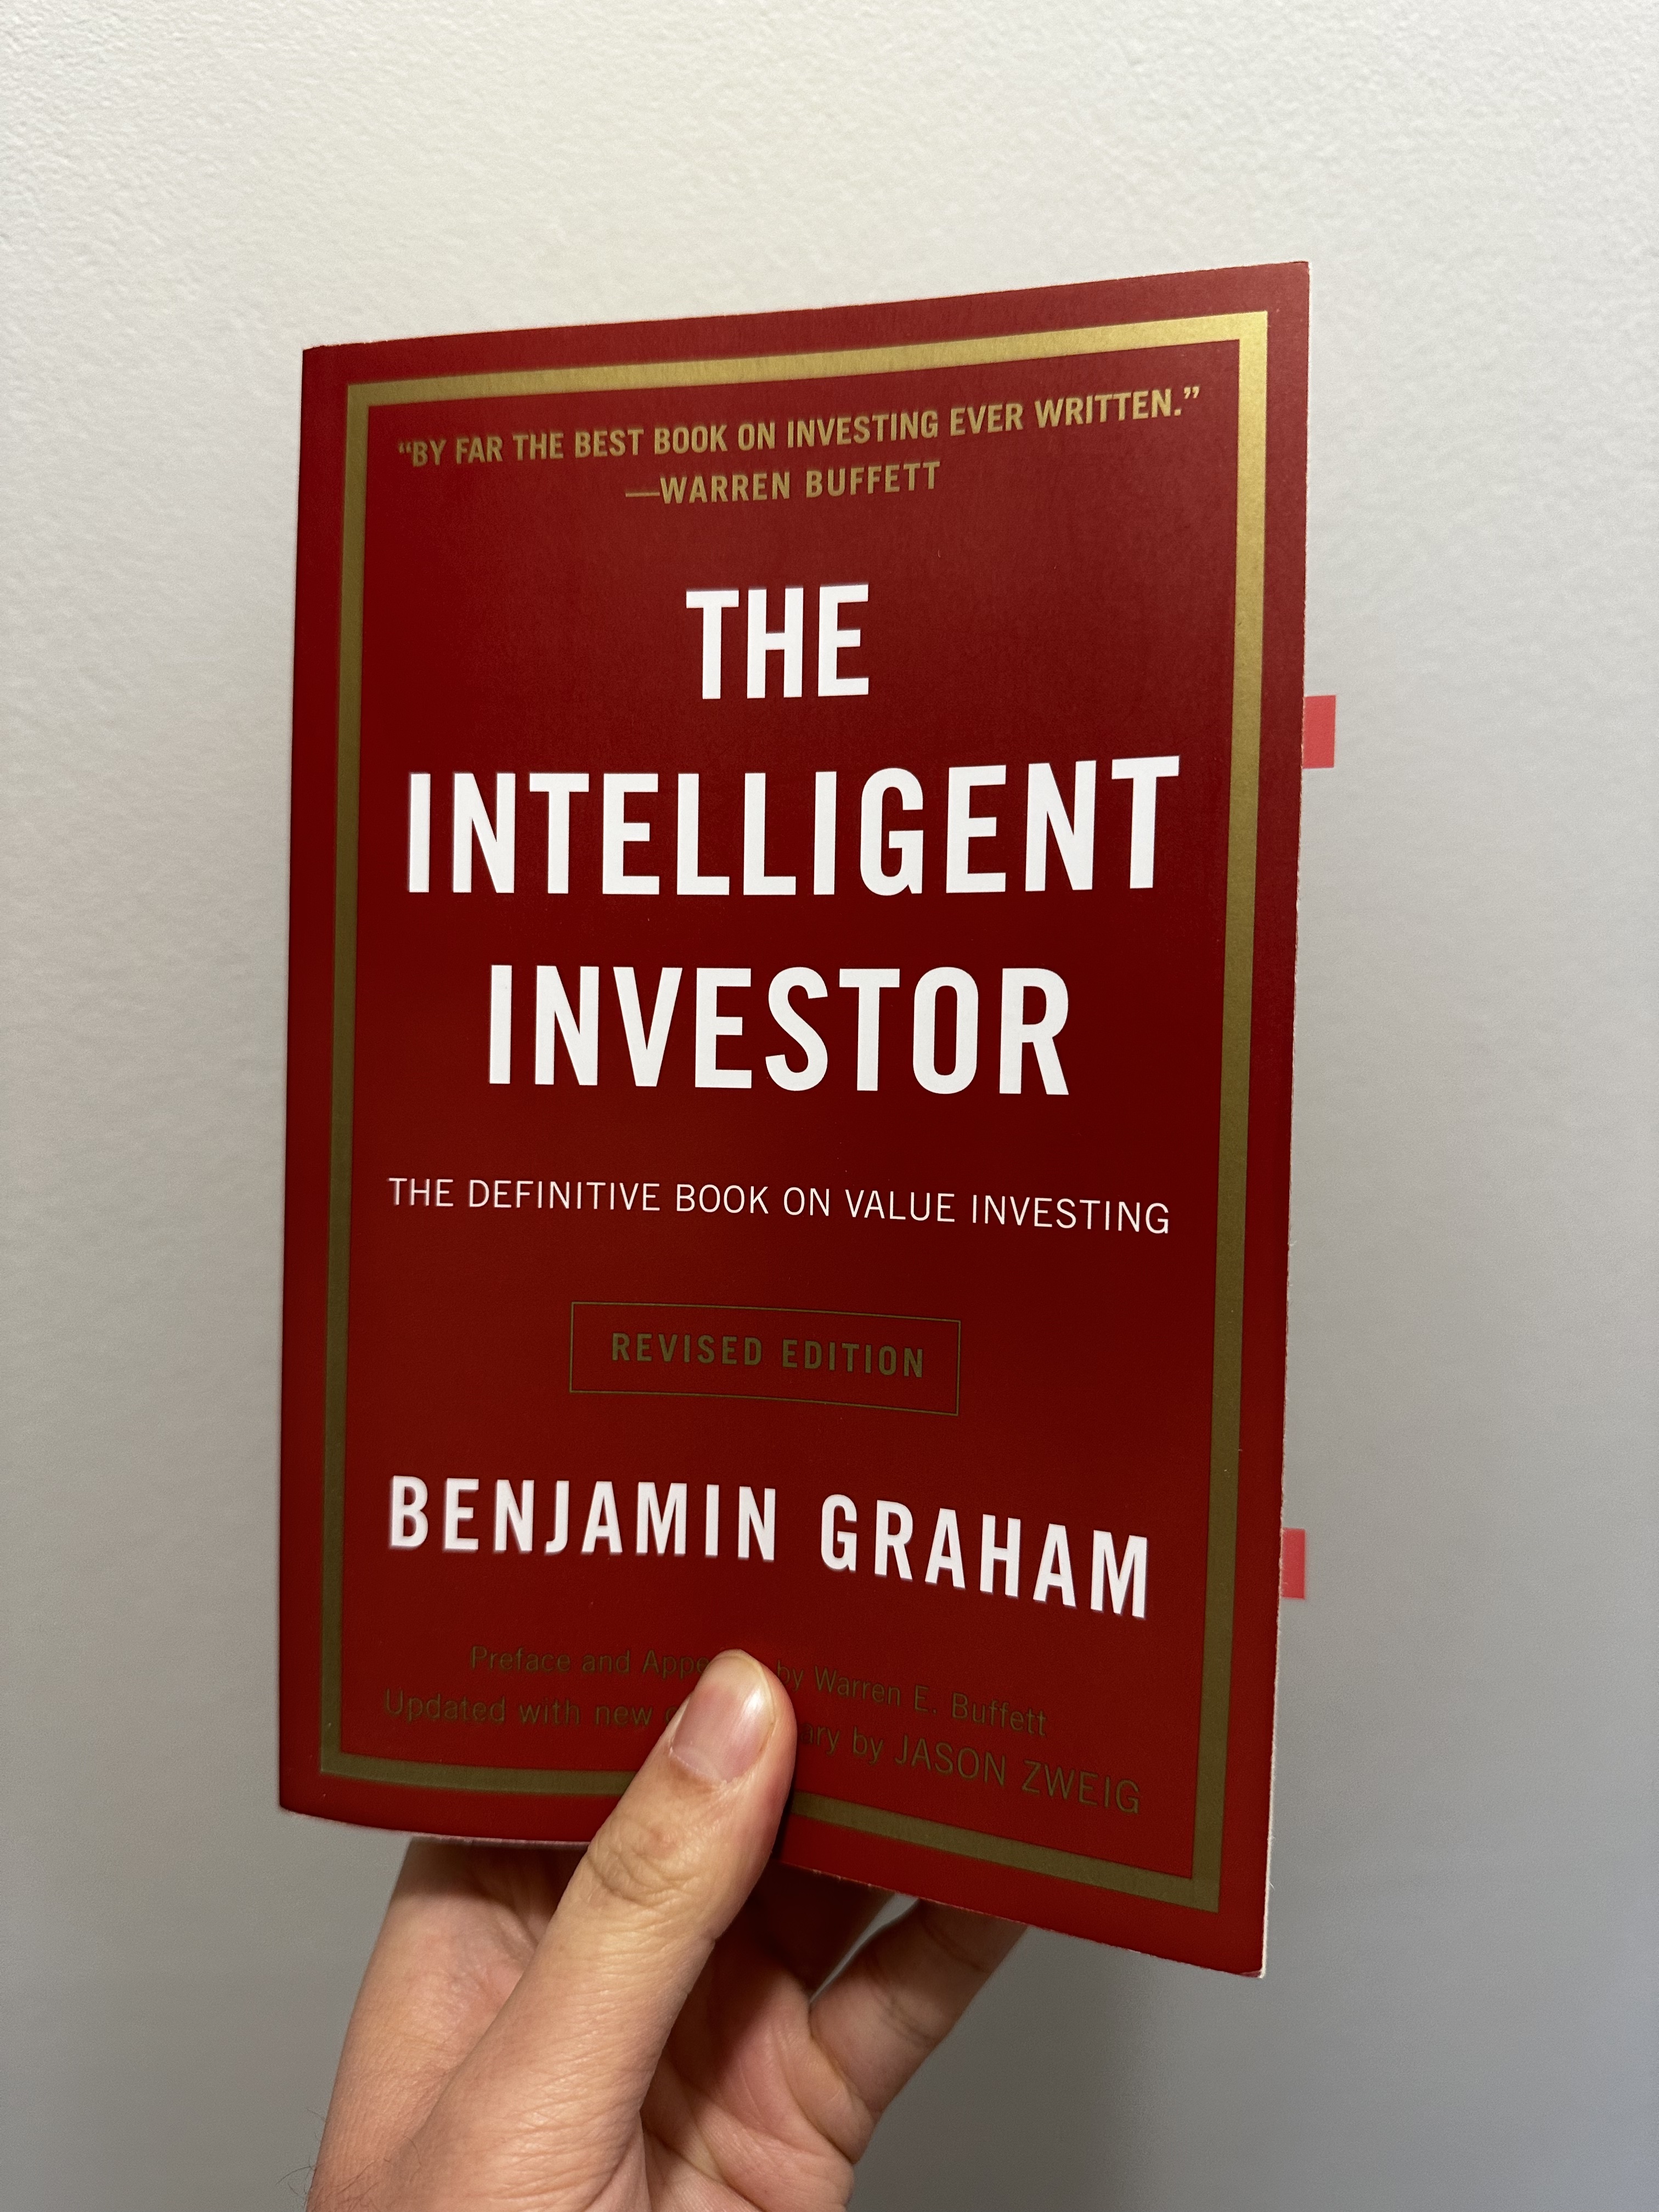 “BY FAR THE BEST BOOK ON INVESTING EVER WRITTEN.”
—WARREN BUFFETT
THE
INTELLIGENT
INVESTOR
THE DEFINITIVE BOOK ON VALUE INVESTING
REVISED EDITION
BENJAMIN GRAHAM
Preface and by Warren E. Buffett
Updated with new by JASON ZWEIG